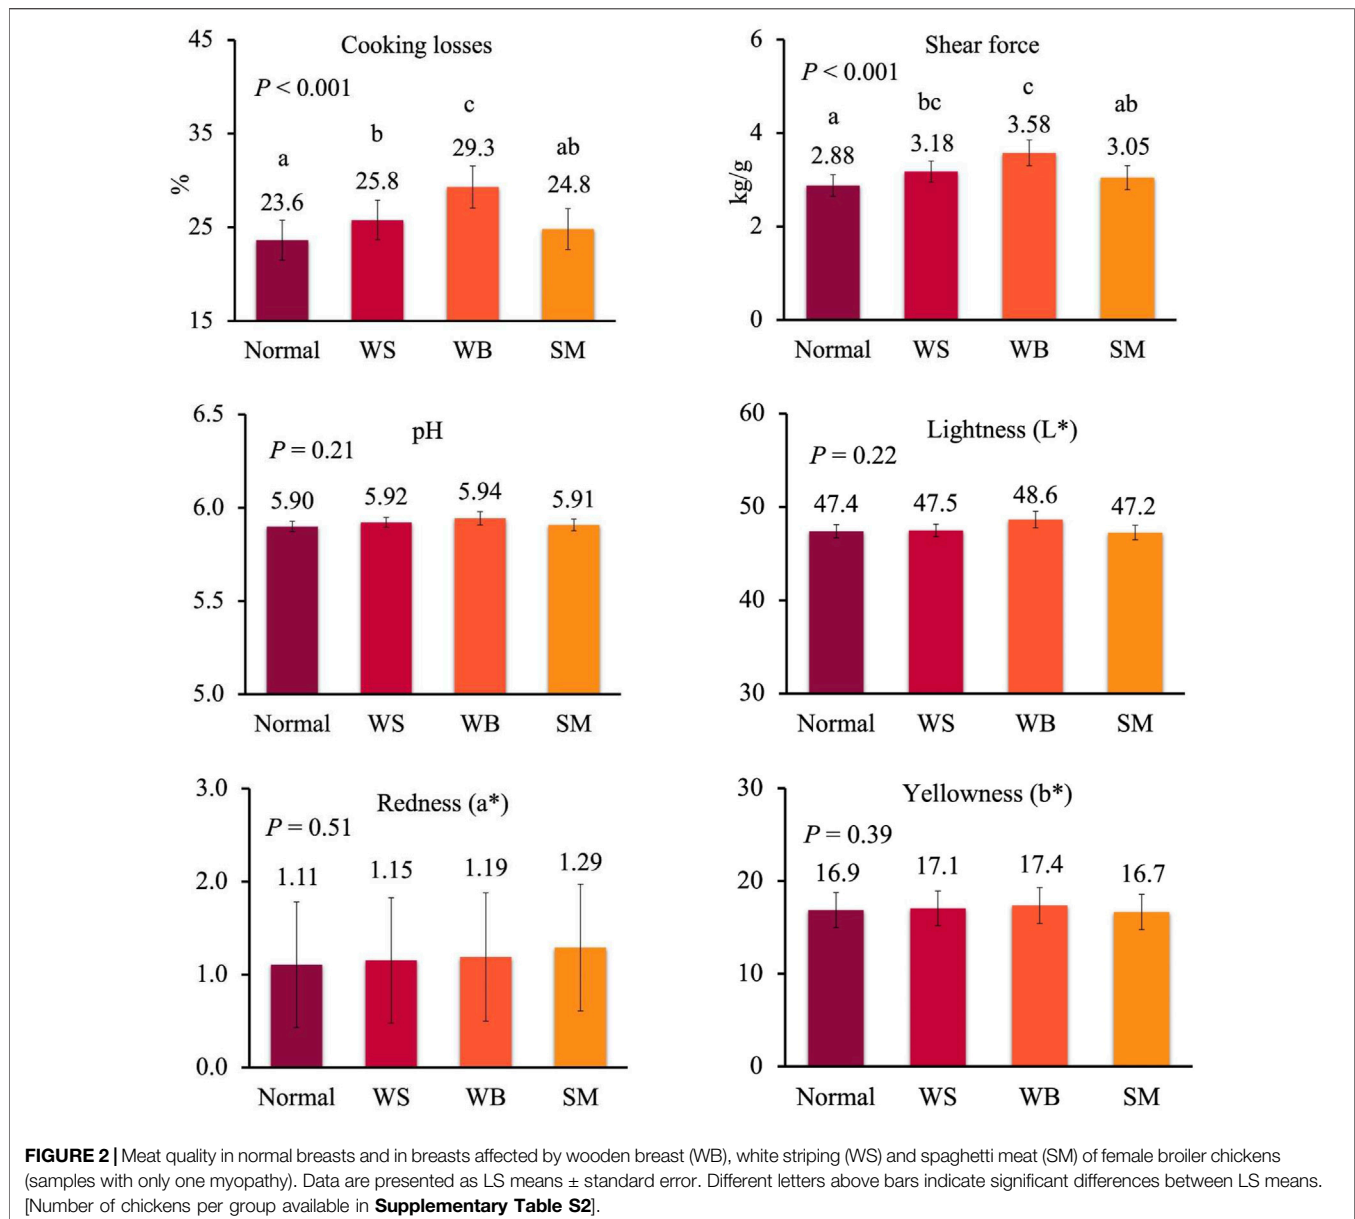 Cooking losses
P < 0.001
45
35
25
15
%
a
b
c
ab
23.6
25.8
29.3
24.8
Normal
WS
WB
SM
Shear force
P < 0.001
6
4
2
0
kg/g
a
bc
c
ab
2.88
3.18
3.58
3.05
Normal
WS
WB
SM
pH
P = 0.21
6.5
6.0
5.5
5.0
5.90
5.92
5.94
5.91
Normal
WS
WB
SM
Lightness (L*)
P = 0.22
60
50
40
30
47.4
47.5
48.6
47.2
Normal
WS
WB
SM
Redness (a*)
P = 0.51
3.0
2.0
1.0
0.0
1.11
1.15
1.19
1.29
Normal
WS
WB
SM
Yellowness (b*)
P = 0.39
30
20
10
0
16.9
17.1
17.4
16.7
Normal
WS
WB
SM
FIGURE 2 | Meat quality in normal breasts and in breasts affected by wooden breast (WB), white striping (WS) and spaghetti meat (SM) of female broiler chickens
(samples with only one myopathy). Data are presented as LS means ± standard error. Different letters above bars indicate significant differences between LS means.
[Number of chickens per group available in Supplementary Table S2].